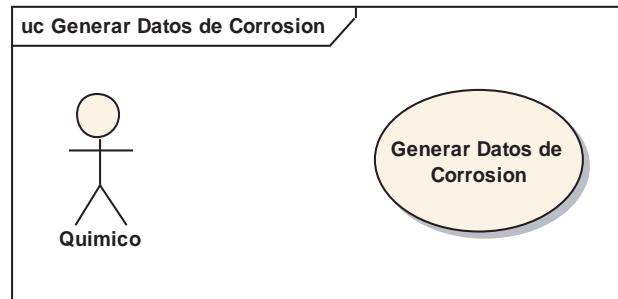 uc Generar Datos de Corrosion
Quimico
Generar Datos de
Corrosion